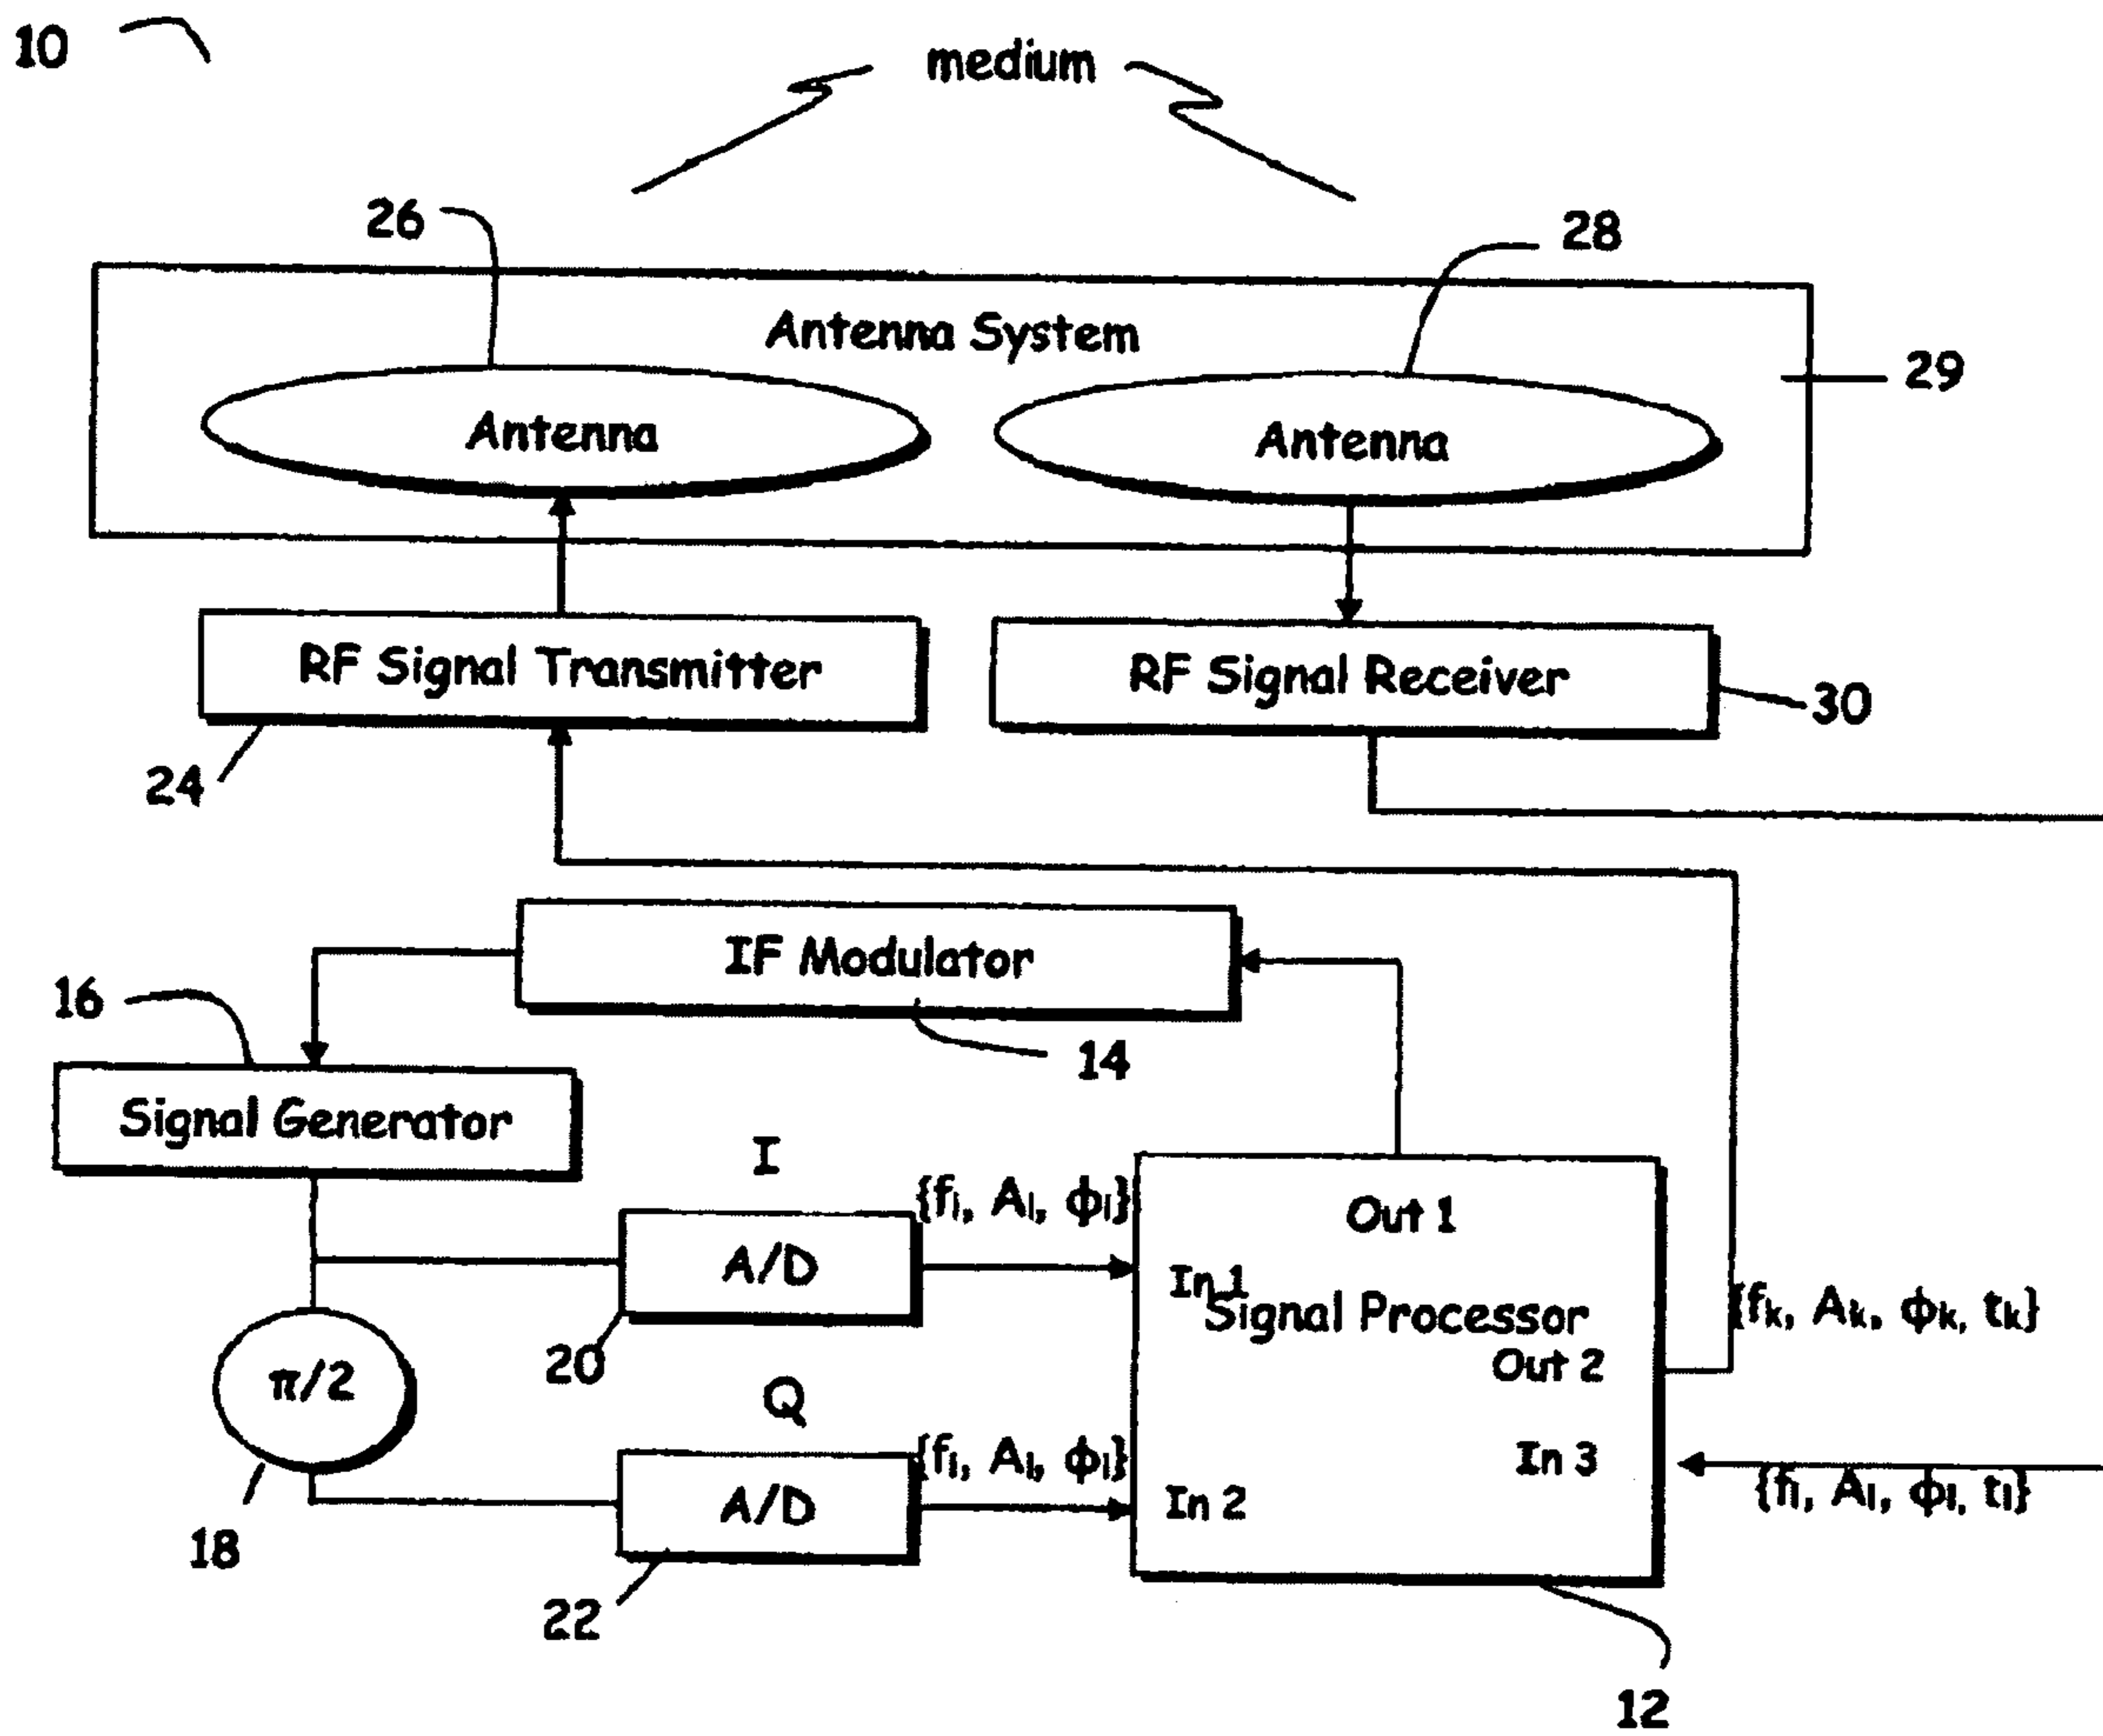 10
medium
26
28
Antenna System
29
Antenna
Antenna
RF Signal Transmitter
RF Signal Receiver
30
24
IF Modulator
16
14
Signal Generator
I
{fᵢ, Aᵢ, ϕᵢ}
Out 1
A/D
In 1
Signal Processor
{fₖ, Aₖ, ϕₖ, tₖ}
20
Out 2
π/2
Q
{fᵢ, Aᵢ, ϕᵢ}
In 3
{fᵢ, Aᵢ, ϕᵢ, tᵢ}
A/D
In 2
18
22
12